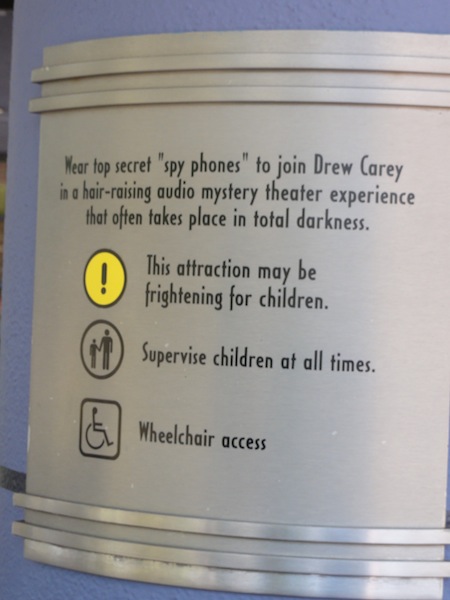 Wear top secret "spy phones" to join Drew Carey
in a hair-raising audio mystery theater experience
that often takes place in total darkness.
!
This attraction may be
frightening for children.
Supervise children at all times.
Wheelchair access